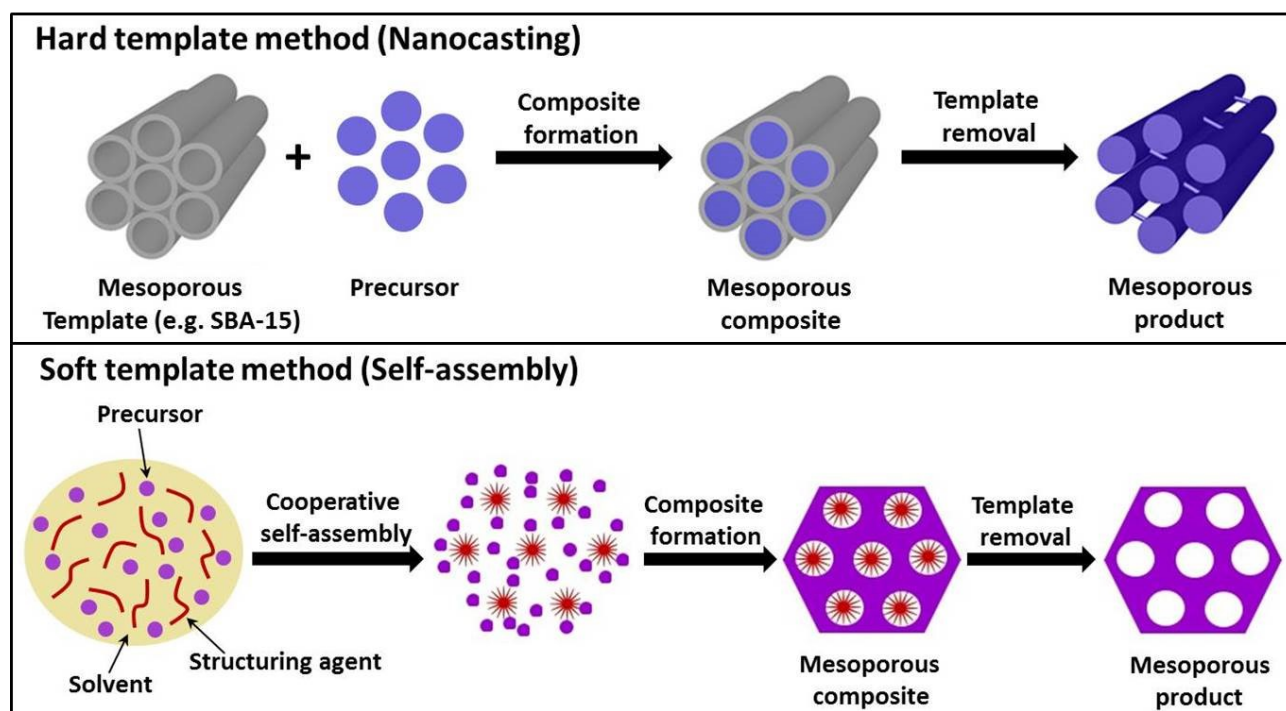 Hard template method (Nanocasting)
Composite
formation
Template
removal
Mesoporous
Template (e.g. SBA-15)
Precursor
Mesoporous
composite
Mesoporous
product
Soft template method (Self-assembly)
Precursor
Cooperative
self-assembly
Composite
formation
Template
removal
Structuring agent
Solvent
Mesoporous
composite
Mesoporous
product